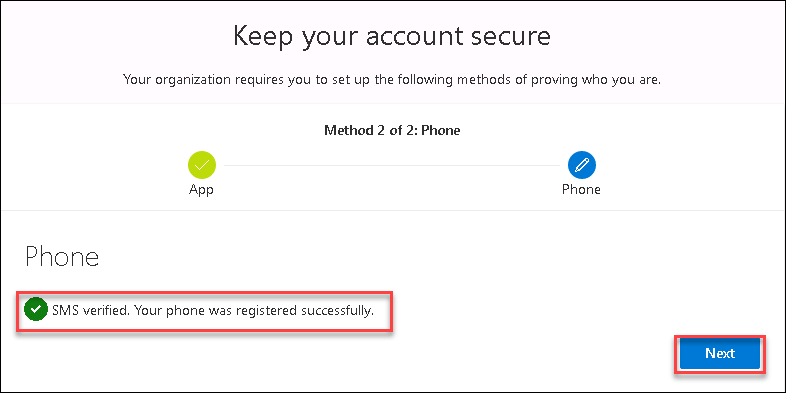 Keep your account secure
Your organization requires you to set up the following methods of proving who you are.
Method 2 of 2: Phone
App
Phone
Phone
SMS verified. Your phone was registered successfully.
Next